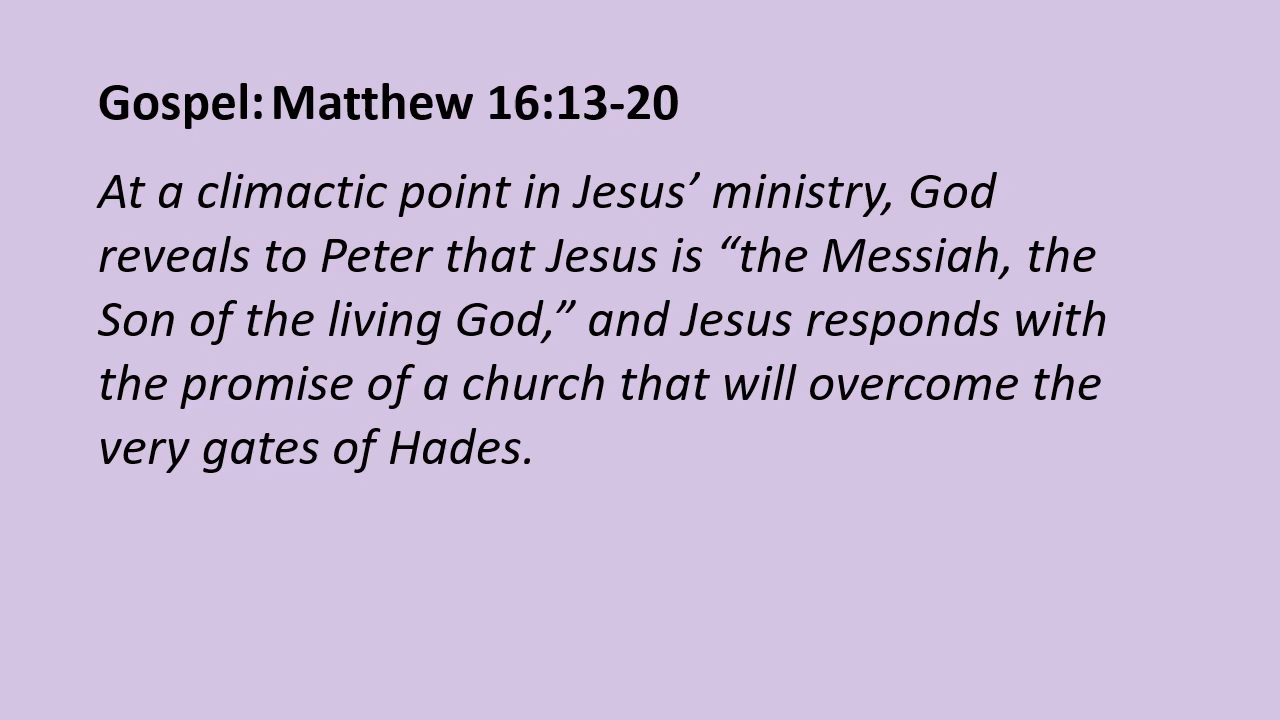 Gospel: Matthew 16:13-20
At a climactic point in Jesus’ ministry, God
reveals to Peter that Jesus is “the Messiah, the
Son of the living God,” and Jesus responds with
the promise of a church that will overcome the
very gates of Hades.